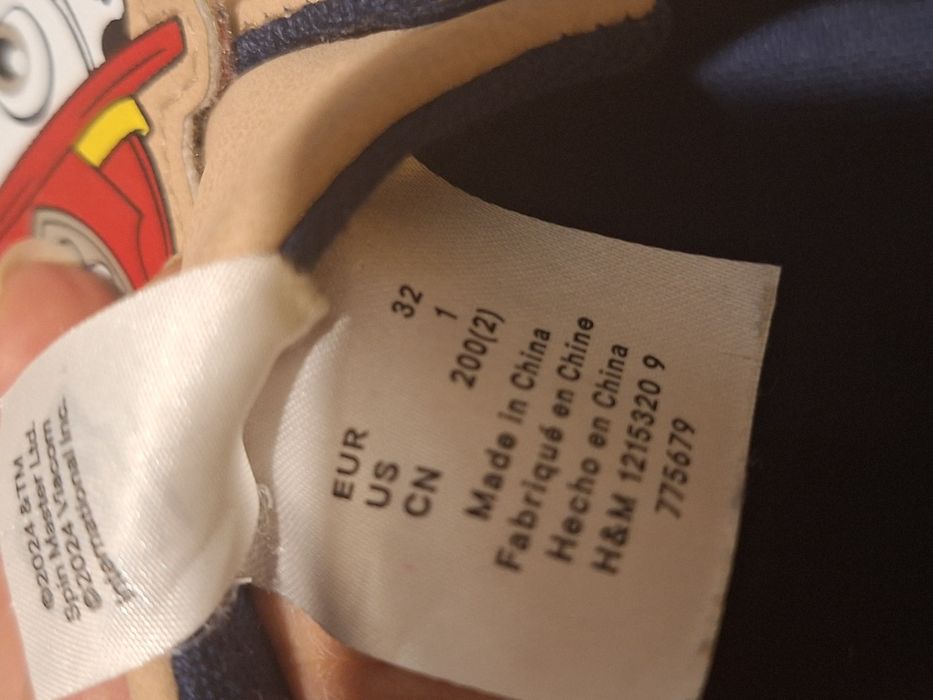 ©2024 &TM
Spin Master Ltd.
©2024 Viacom
International Inc.
EUR 32
US 1
CN 200(2)
Made in China
Fabriqué en Chine
Hecho en China
H&M 1215320 9
775679